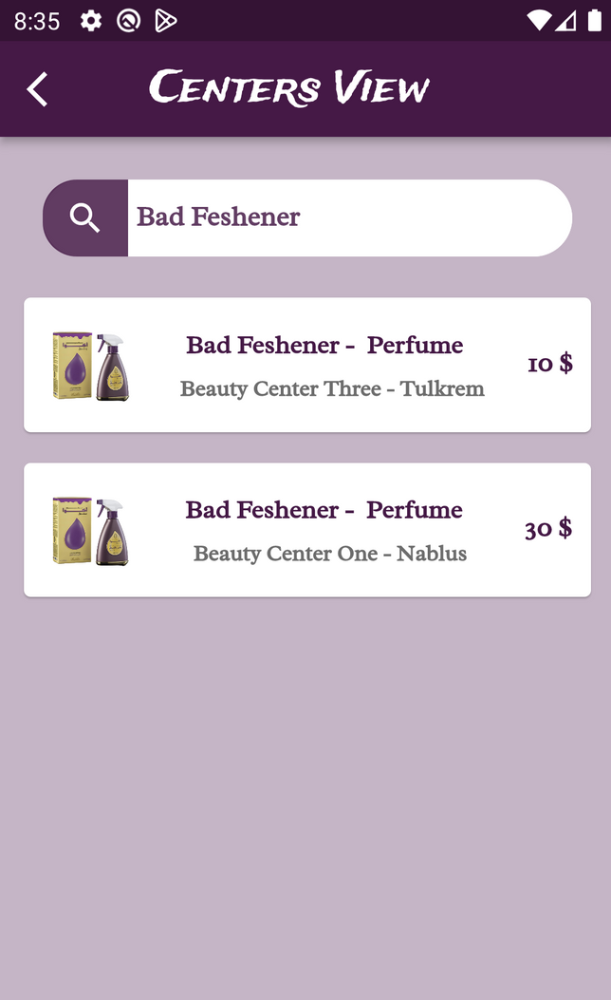 8:35
Centers View
Bad Feshener
Bad Feshener - Perfume
10 $
Beauty Center Three - Tulkrem
Bad Feshener - Perfume
30 $
Beauty Center One - Nablus